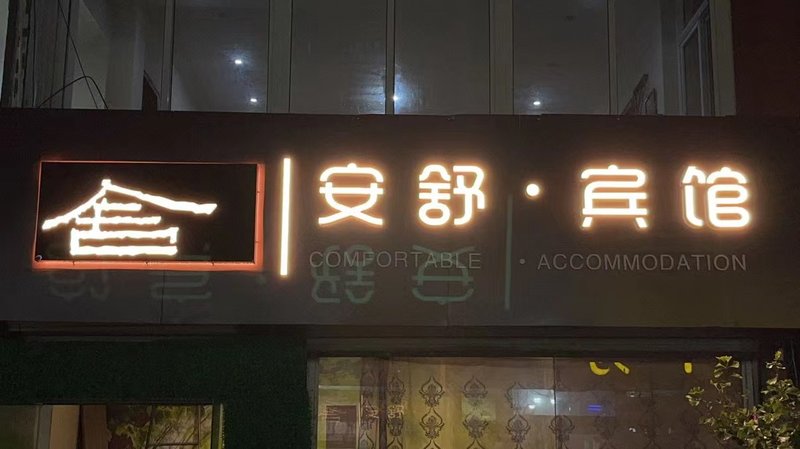 安舒·宾馆
COMFORTABLE · ACCOMMODATION